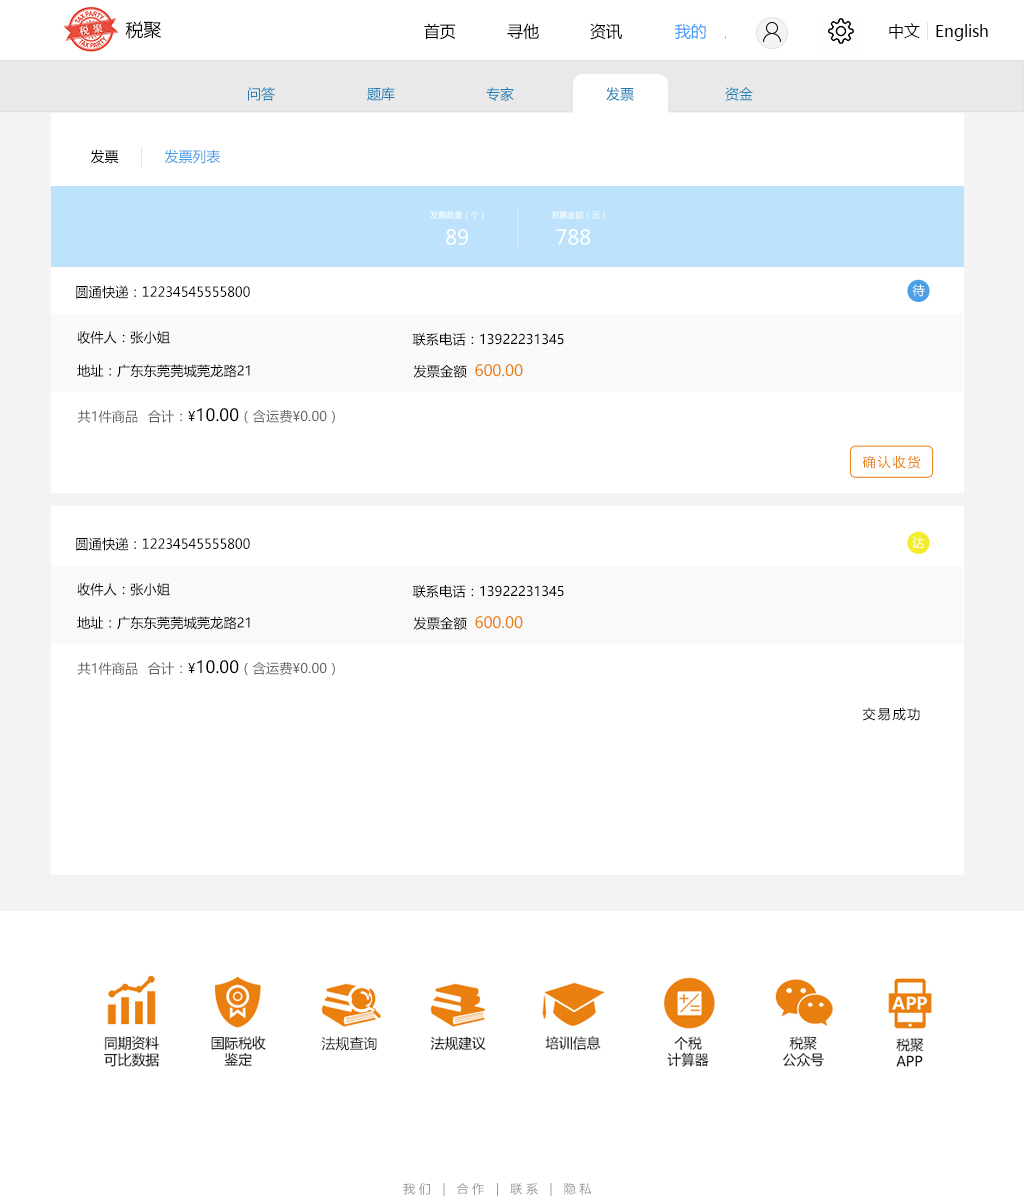 TAX PARTY
税聚
TAX PARTY
税聚
首页 寻他 资讯 我的 中文 English
问答 题库 专家 发票 资金
发票 发票列表
发票数量（个） 发票金额（元）
89 788
圆通快递：12234545555800 待
收件人：张小姐 联系电话：13922231345
地址：广东东莞莞城莞龙路21 发票金额 600.00
共1件商品 合计：¥10.00（含运费¥0.00）
确认收货
圆通快递：12234545555800 达
收件人：张小姐 联系电话：13922231345
地址：广东东莞莞城莞龙路21 发票金额 600.00
共1件商品 合计：¥10.00（含运费¥0.00）
交易成功
APP
同期资料 国际税收 法规查询 法规建议 培训信息 个税 税聚 税聚
可比数据 鉴定 计算器 公众号 APP
我们 | 合作 | 联系 | 隐私